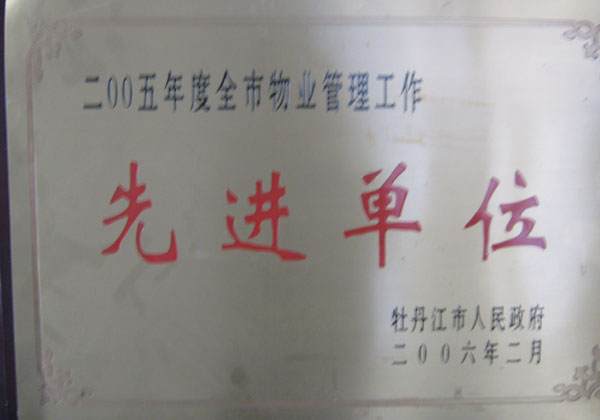 二00五年度全市物业管理工作
先进单位
牡丹江市人民政府
二00六年二月